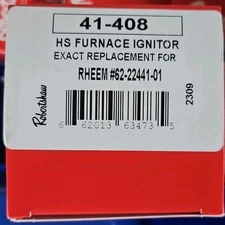 41-408
HS FURNACE IGNITOR
EXACT REPLACEMENT FOR
RHEEM #62-22441-01
Robertshaw
6 62013 63473 5
2309